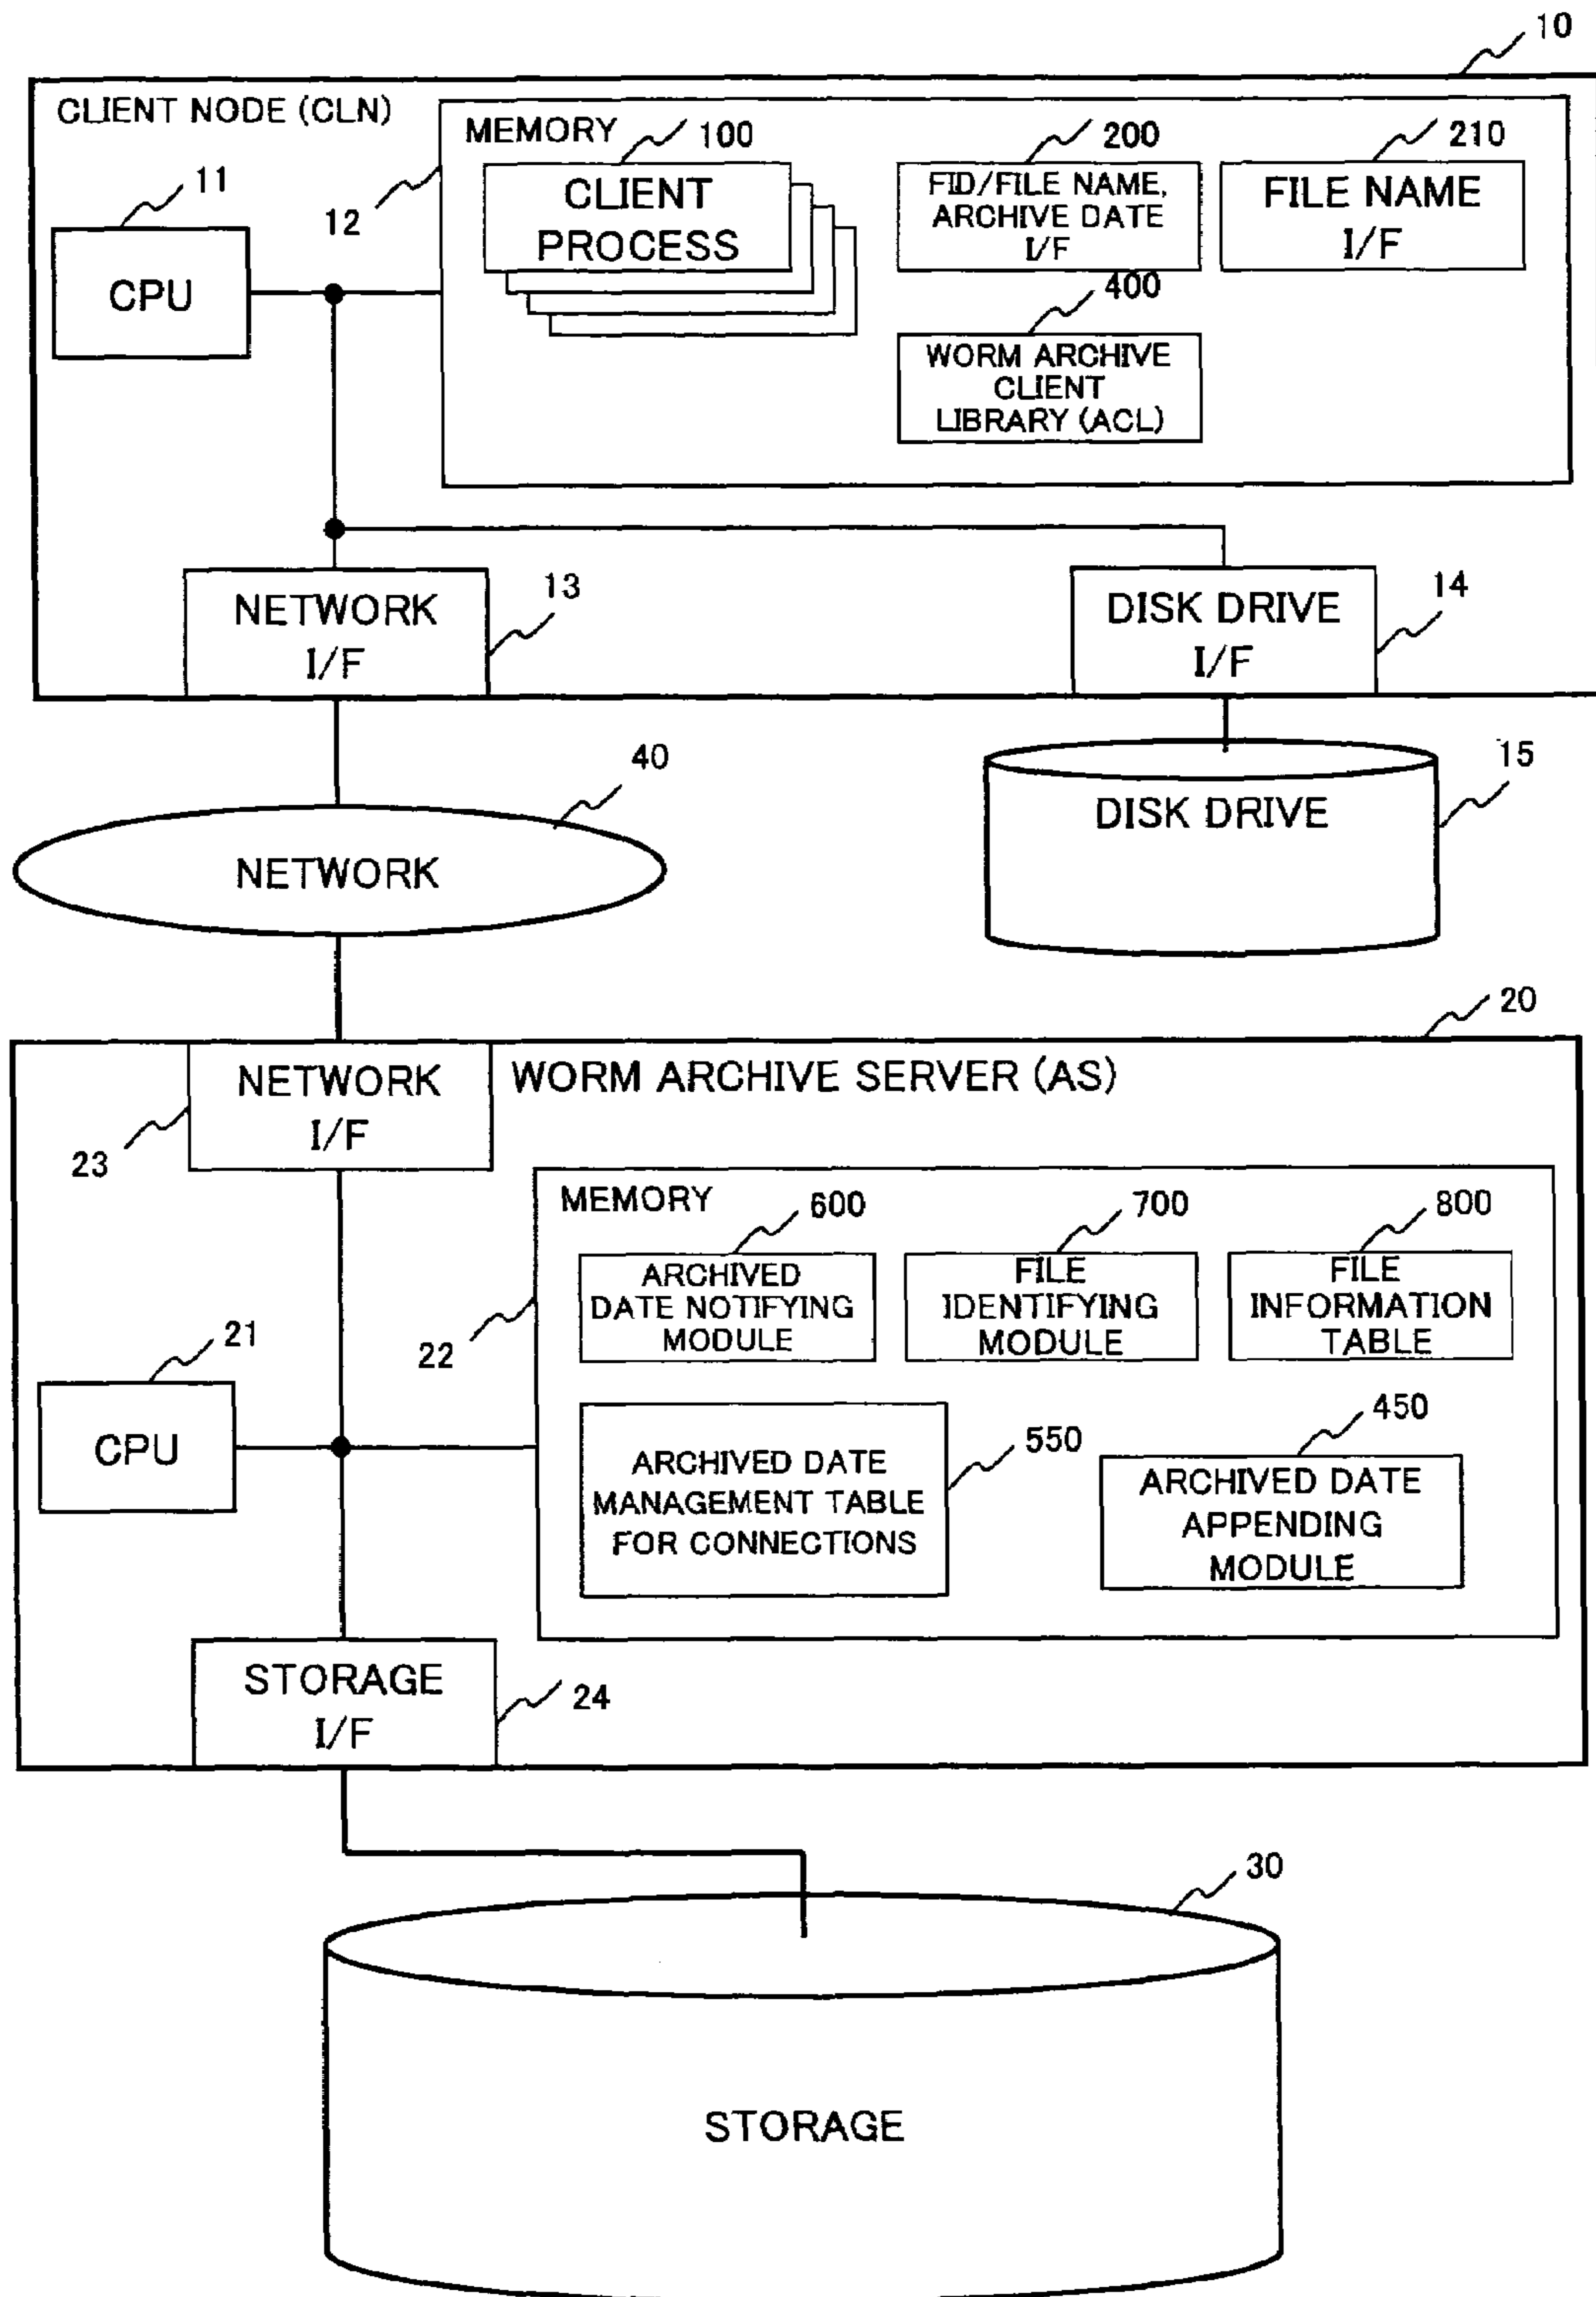 10
CLIENT NODE (CLN)
MEMORY
100
200
210
11
12
CLIENT
PROCESS
FID/FILE NAME,
ARCHIVE DATE
I/F
FILE NAME
I/F
CPU
400
WORM ARCHIVE
CLIENT
LIBRARY (ACL)
NETWORK
I/F
13
DISK DRIVE
I/F
14
40
15
DISK DRIVE
NETWORK
20
NETWORK
I/F
WORM ARCHIVE SERVER (AS)
23
MEMORY
600
700
800
ARCHIVED
DATE NOTIFYING
MODULE
FILE
IDENTIFYING
MODULE
FILE
INFORMATION
TABLE
21
22
CPU
ARCHIVED DATE
MANAGEMENT TABLE
FOR CONNECTIONS
550
450
ARCHIVED DATE
APPENDING
MODULE
STORAGE
I/F
24
30
STORAGE